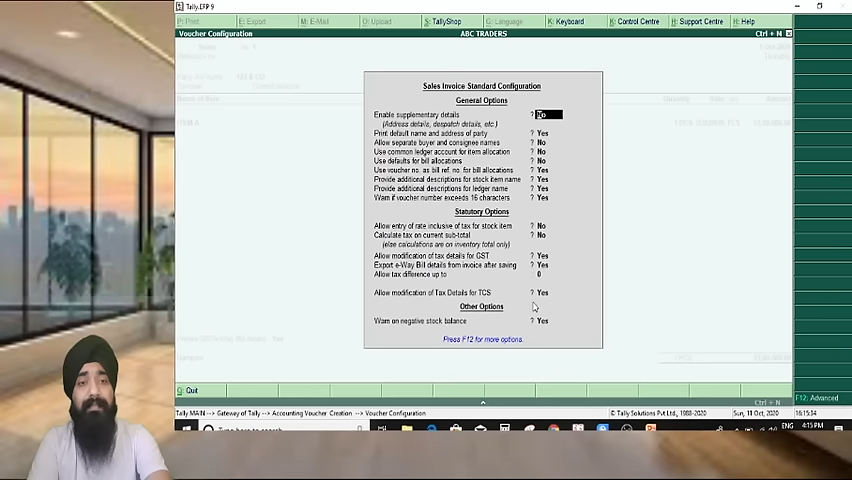 Tally.ERP 9
P: Print E: Export M: E-Mail O: Upload S: TallyShop G: Language K: Keyboard K: Control Centre H: Support Centre H: Help
Voucher Configuration ABC TRADERS Ctrl + N
Sales Invoice Standard Configuration
General Options
Enable supplementary details ? No
(Address details, despatch details, etc.)
Print default name and address of party ? Yes
Allow separate buyer and consignee names ? No
Use common ledger account for item allocation ? No
Use defaults for bill allocations ? No
Use voucher no. as bill ref. no. for bill allocations ? Yes
Provide additional descriptions for stock item name ? Yes
Provide additional descriptions for ledger name ? Yes
Warn if voucher number exceeds 16 characters ? Yes
Statutory Options
Allow entry of rate inclusive of tax for stock item ? No
Calculate tax on current sub-total ? No
(else calculations are on inventory total only)
Allow modification of tax details for GST ? Yes
Export e-Way Bill details from invoice after saving ? Yes
Allow tax difference up to 0
Allow modification of Tax Details for TCS ? Yes
Other Options
Warn on negative stock balance ? Yes
Press F12 for more options.
Q: Quit
F12: Advanced
Ctrl + N
Tally MAIN --> Gateway of Tally --> Accounting Voucher Creation --> Voucher Configuration © Tally Solutions Pvt Ltd., 1988-2020 Sun, 11 Oct, 2020 16:15:34
ENG 4:15 PM